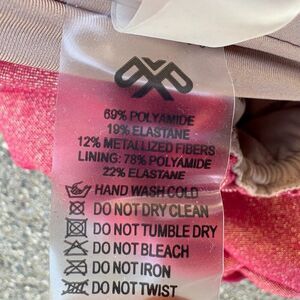 69% POLYAMIDE
19% ELASTANE
12% METALLIZED FIBERS
LINING: 78% POLYAMIDE
22% ELASTANE
HAND WASH COLD
DO NOT DRY CLEAN
DO NOT TUMBLE DRY
DO NOT BLEACH
DO NOT IRON
DO NOT TWIST